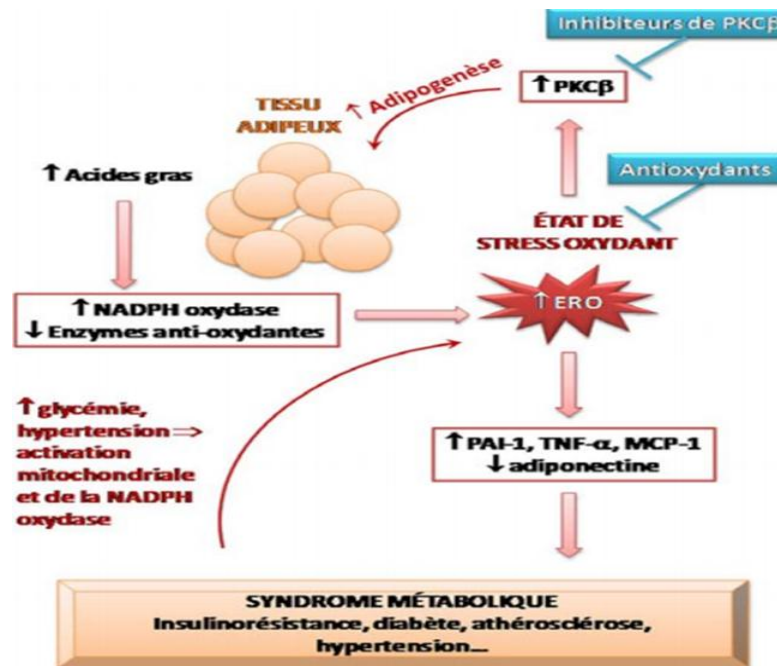 Inhibiteurs de PKCβ
↑ PKCβ
↑ Adipogenèse
TISSU
ADIPEUX
↑ Acides gras
Antioxydants
ÉTAT DE
STRESS OXYDANT
↑ NADPH oxydase
↓ Enzymes anti-oxydantes
↑ ERO
↑ glycémie,
hypertension ⇒
activation
mitochondriale
et de la NADPH
oxydase
↑ PAI-1, TNF-α, MCP-1
↓ adiponectine
SYNDROME MÉTABOLIQUE
Insulinorésistance, diabète, athérosclérose,
hypertension...